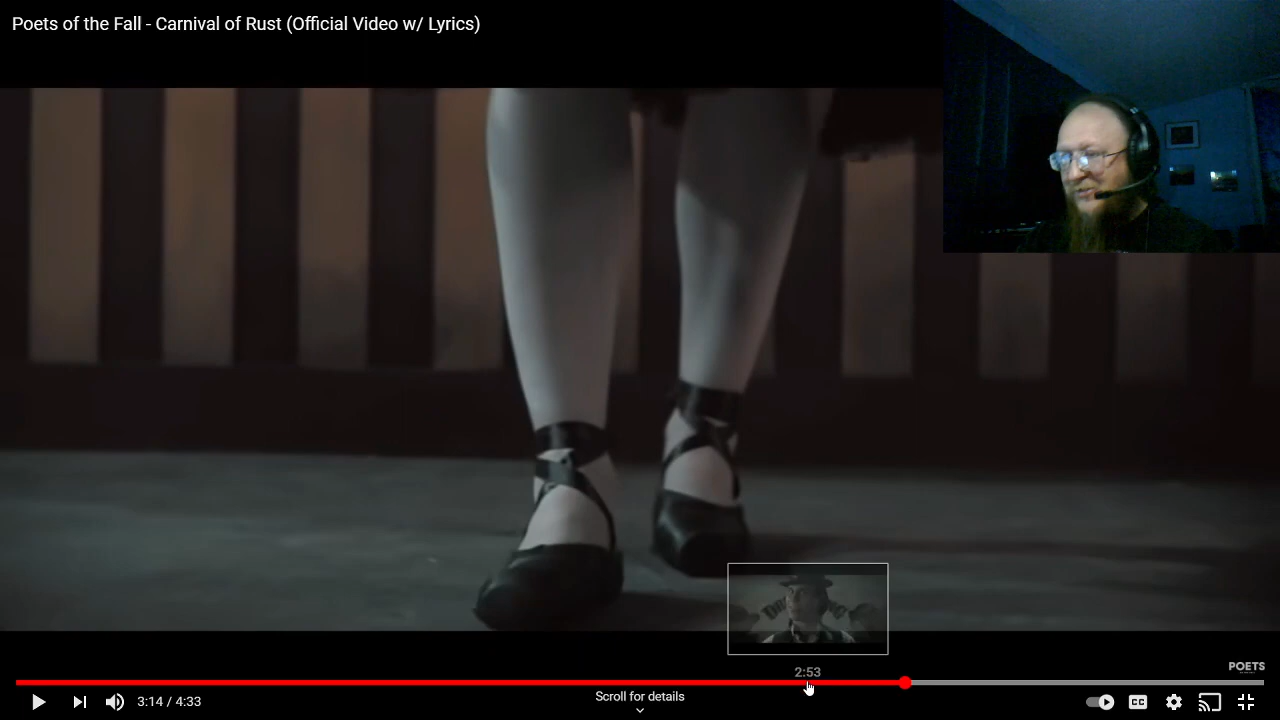 Poets of the Fall - Carnival of Rust (Official Video w/ Lyrics)
POETS
2:53
3:14 / 4:33
Scroll for details
CC